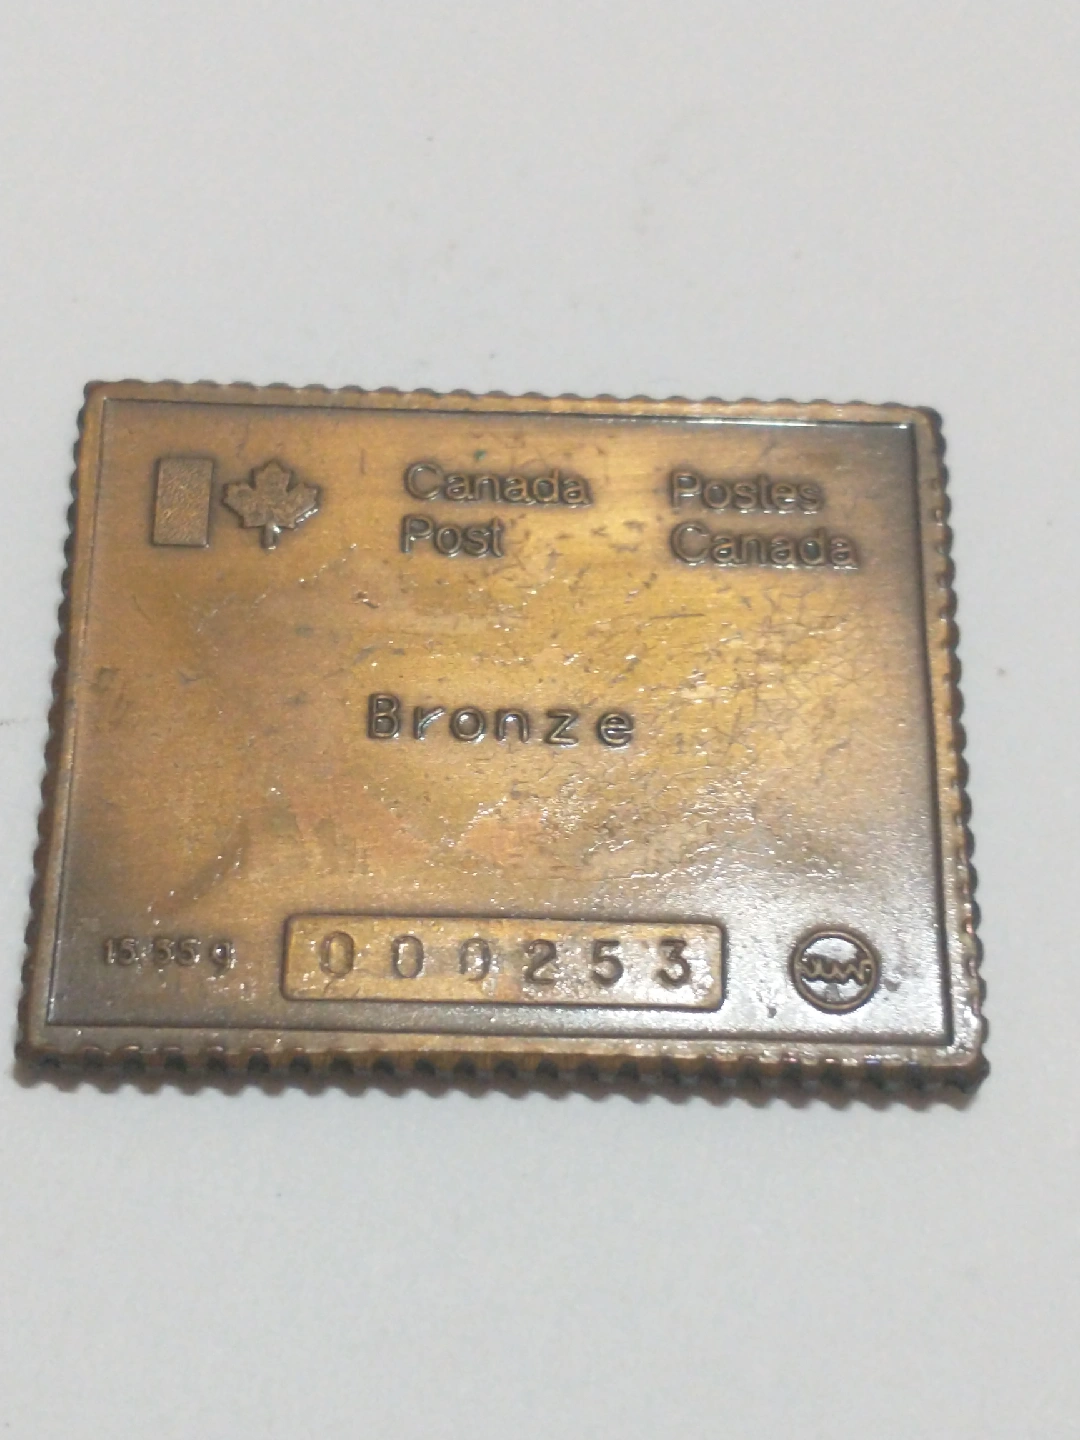 Canada Postes
Post Canada
Bronze
15.55 g 000253